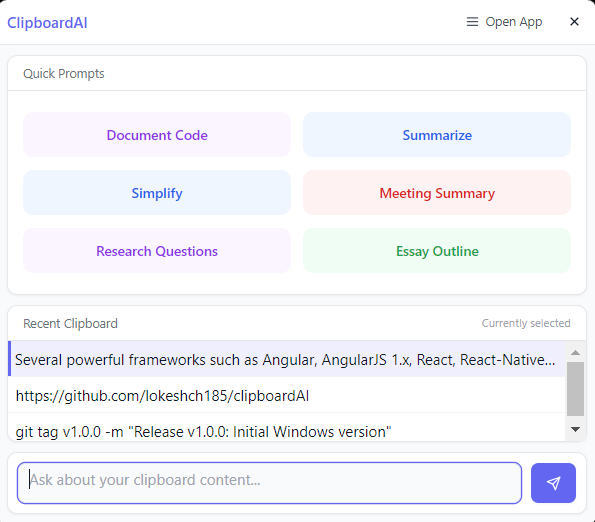 ClipboardAI
Open App
Quick Prompts
Document Code
Summarize
Simplify
Meeting Summary
Research Questions
Essay Outline
Recent Clipboard
Currently selected
Several powerful frameworks such as Angular, AngularJS 1.x, React, React-Native...
https://github.com/lokeshch185/clipboardAI
git tag v1.0.0 -m "Release v1.0.0: Initial Windows version"
Ask about your clipboard content...